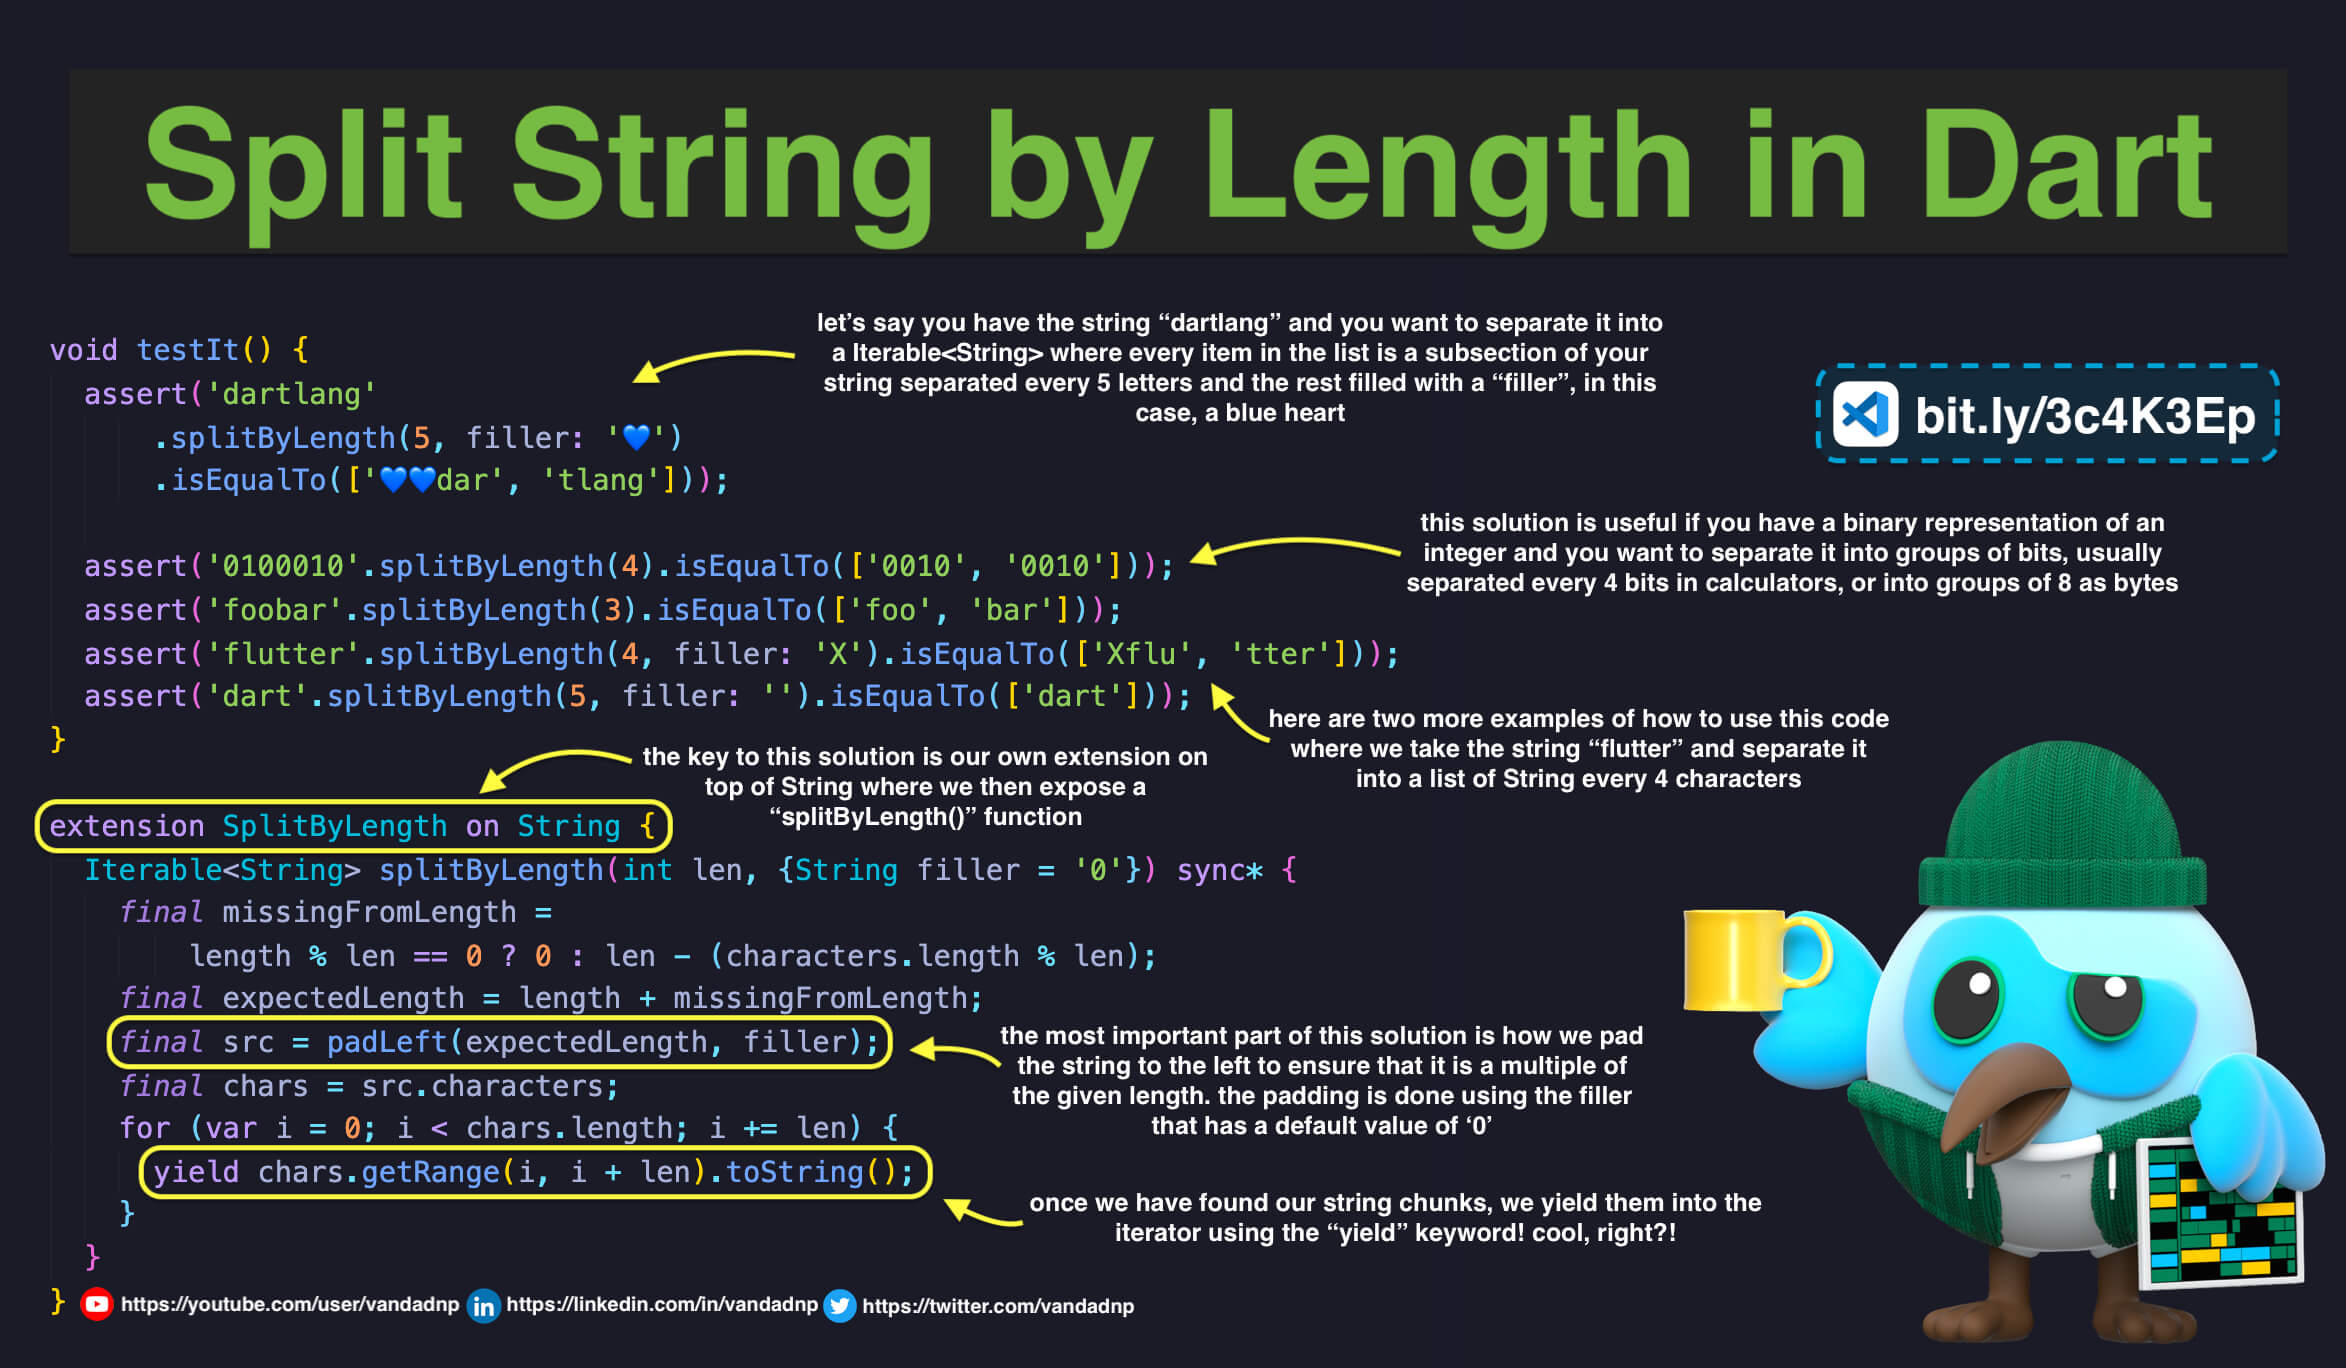 Split String by Length in Dart
let’s say you have the string “dartlang” and you want to separate it into
a Iterable<String> where every item in the list is a subsection of your
string separated every 5 letters and the rest filled with a “filler”, in this
case, a blue heart
bit.ly/3c4K3Ep
void testIt() {
  assert('dartlang'
      .splitByLength(5, filler: '💙')
      .isEqualTo(['💙💙dar', 'tlang']));
this solution is useful if you have a binary representation of an
integer and you want to separate it into groups of bits, usually
separated every 4 bits in calculators, or into groups of 8 as bytes
  assert('0100010'.splitByLength(4).isEqualTo(['0010', '0010']));
  assert('foobar'.splitByLength(3).isEqualTo(['foo', 'bar']));
  assert('flutter'.splitByLength(4, filler: 'X').isEqualTo(['Xflu', 'tter']));
  assert('dart'.splitByLength(5, filler: '').isEqualTo(['dart']));
}
here are two more examples of how to use this code
where we take the string “flutter” and separate it
into a list of String every 4 characters
the key to this solution is our own extension on
top of String where we then expose a
“splitByLength()” function
extension SplitByLength on String {
  Iterable<String> splitByLength(int len, {String filler = '0'}) sync* {
    final missingFromLength =
        length % len == 0 ? 0 : len - (characters.length % len);
    final expectedLength = length + missingFromLength;
    final src = padLeft(expectedLength, filler);
    final chars = src.characters;
    for (var i = 0; i < chars.length; i += len) {
      yield chars.getRange(i, i + len).toString();
    }
  }
}
the most important part of this solution is how we pad
the string to the left to ensure that it is a multiple of
the given length. the padding is done using the filler
that has a default value of ‘0’
once we have found our string chunks, we yield them into the
iterator using the “yield” keyword! cool, right?!
https://youtube.com/user/vandadnp
https://linkedin.com/in/vandadnp
https://twitter.com/vandadnp